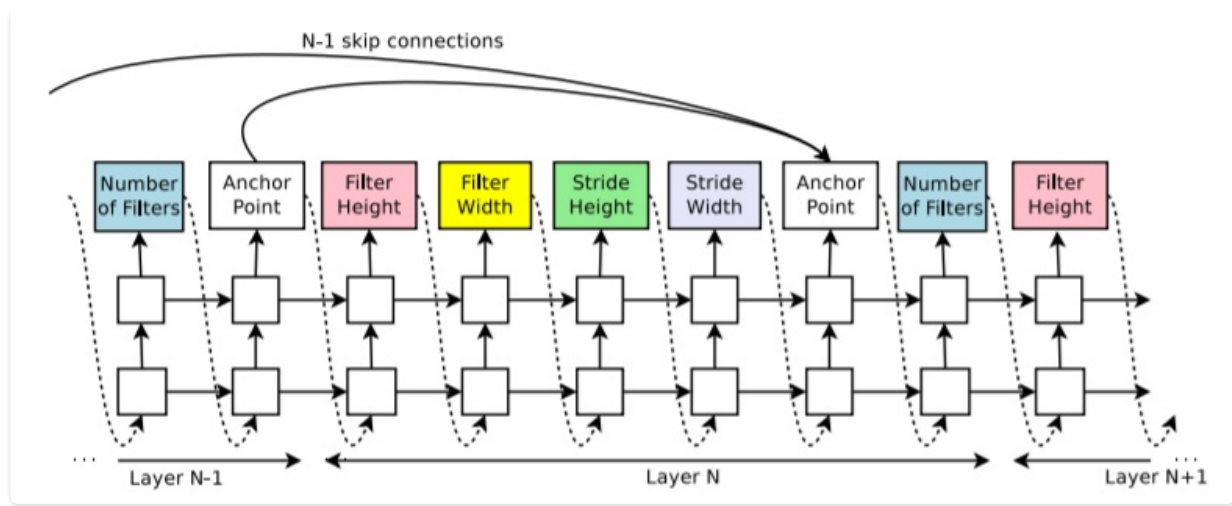 N-1 skip connections
Number
of Filters
Anchor
Point
Filter
Height
Filter
Width
Stride
Height
Stride
Width
Anchor
Point
Number
of Filters
Filter
Height
...
Layer N-1
Layer N
Layer N+1
...